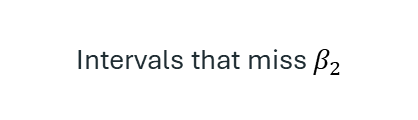 Intervals that miss β₂